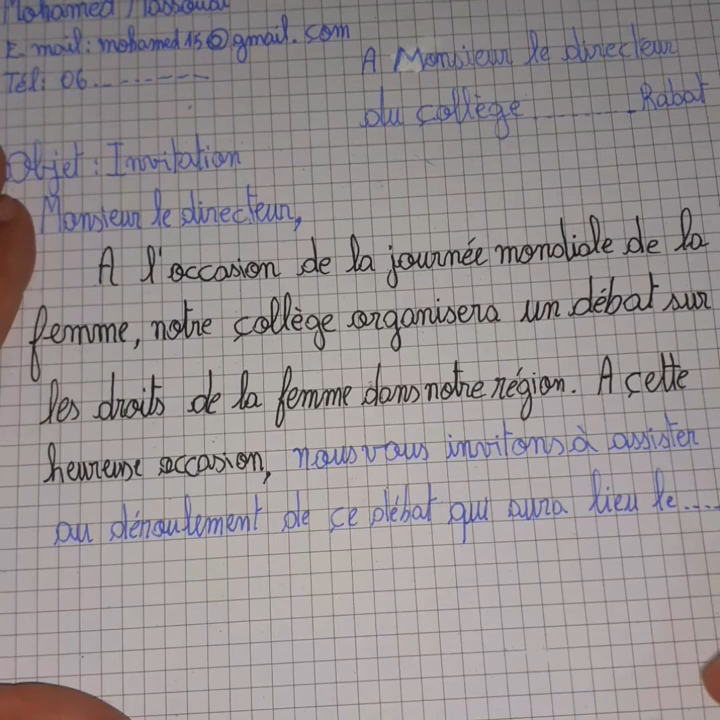 Mohamed Massoudi
E-mail: mohamed15@gmail.com
Tél: 06.........
A Monsieur le directeur
du collège ............ Rabat
Objet : Invitation
Monsieur le directeur,
A l'occasion de la journée mondiale de la
femme, notre collège organisera un débat sur
les droits de la femme dans notre région. A cette
heureuse occasion, nous vous invitons à assister
au déroulement de ce débat qui aura lieu le....